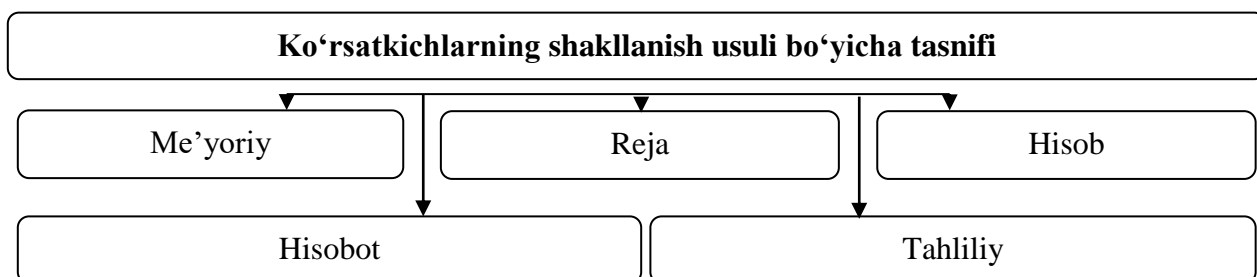 Ko‘rsatkichlarning shakllanish usuli bo‘yicha tasnifi
Me’yoriy
Reja
Hisob
Hisobot
Tahliliy